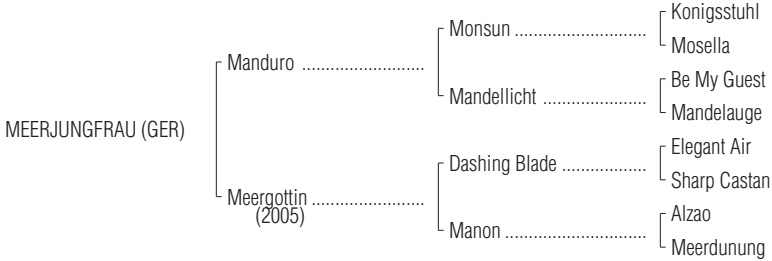 Konigsstuhl
Monsun ............................
Mosella
Manduro ..........................
Be My Guest
Mandellicht ......................
Mandelauge
MEERJUNGFRAU (GER)
Elegant Air
Dashing Blade ..................
Sharp Castan
Meergottin ........................
(2005)
Alzao
Manon ..............................
Meerdunung